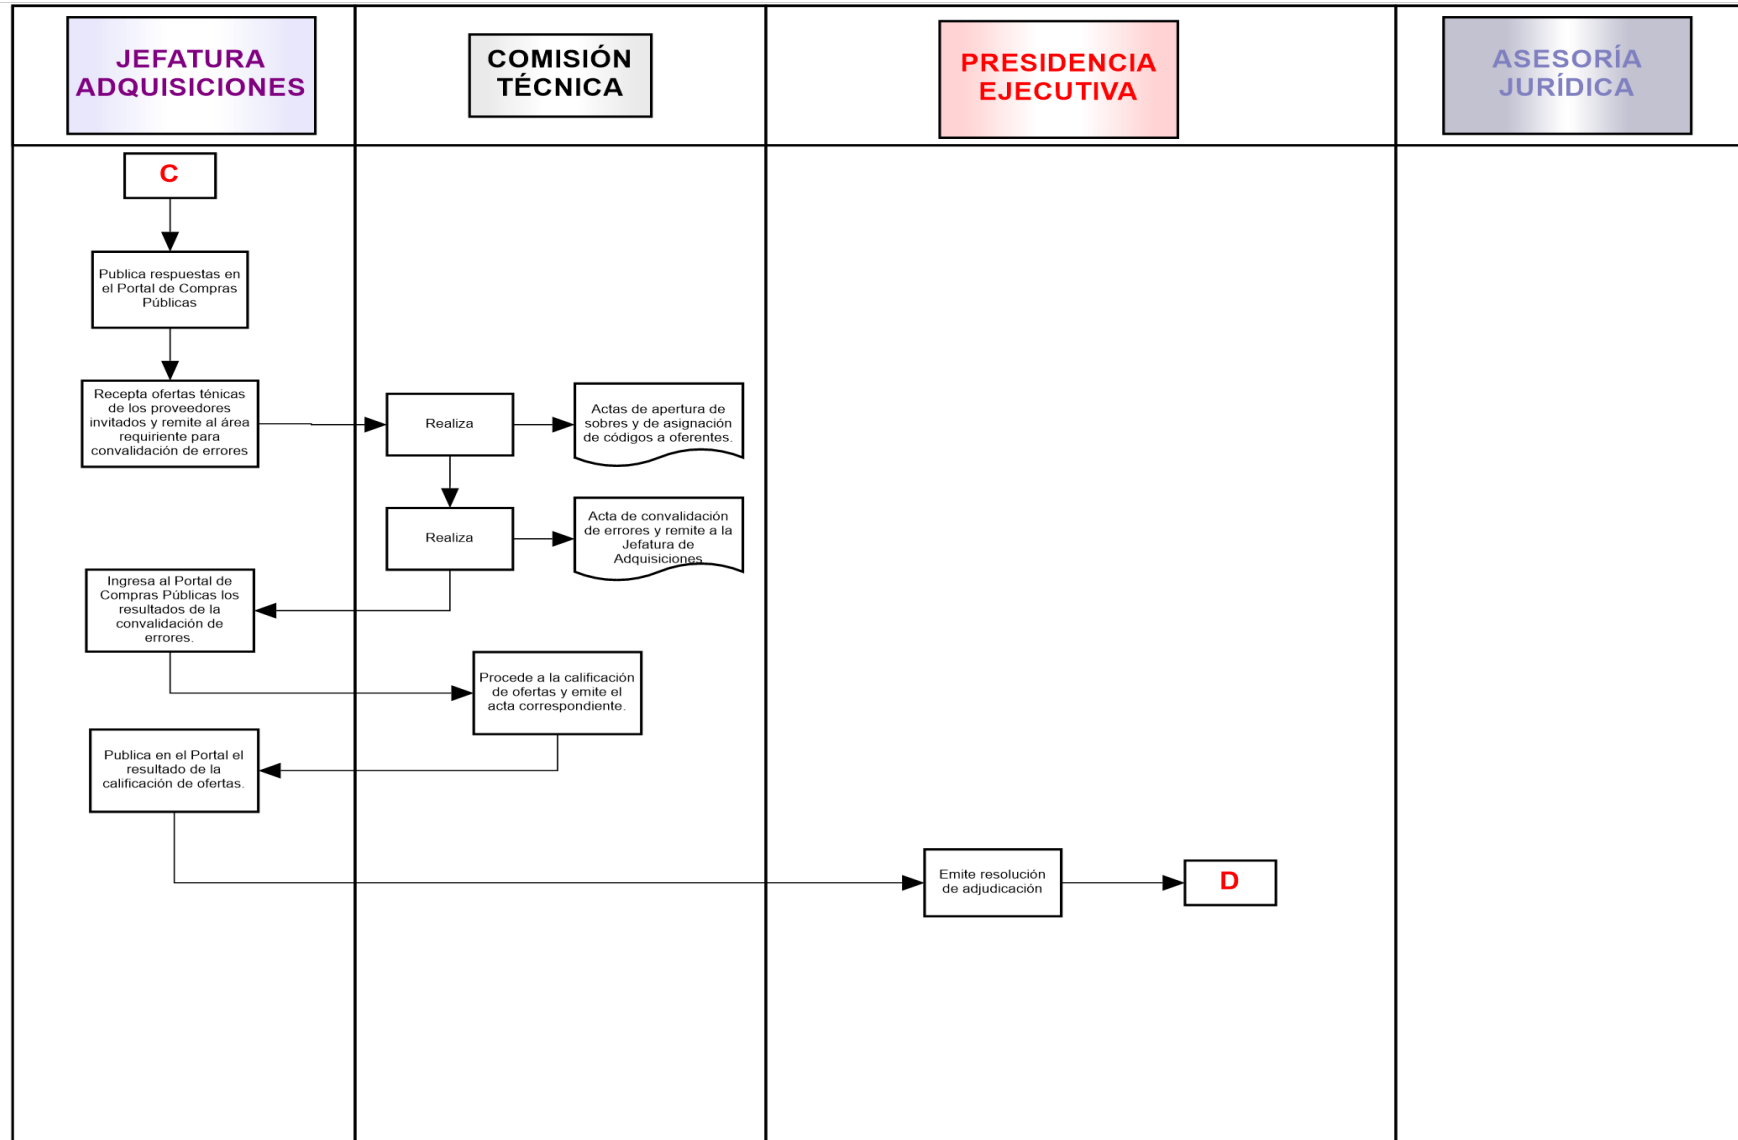 JEFATURA
ADQUISICIONES
COMISIÓN
TÉCNICA
PRESIDENCIA
EJECUTIVA
ASESORÍA
JURÍDICA
C
Publica respuestas en
el Portal de Compras
Públicas
Recepta ofertas ténicas
de los proveedores
invitados y remite al área
requiriente para
convalidación de errores
Realiza
Actas de apertura de
sobres y de asignación
de códigos a oferentes.
Realiza
Acta de convalidación
de errores y remite a la
Jefatura de
Adquisiciones
Ingresa al Portal de
Compras Públicas los
resultados de la
convalidación de
errores.
Procede a la calificación
de ofertas y emite el
acta correspondiente.
Publica en el Portal el
resultado de la
calificación de ofertas.
Emite resolución
de adjudicación
D